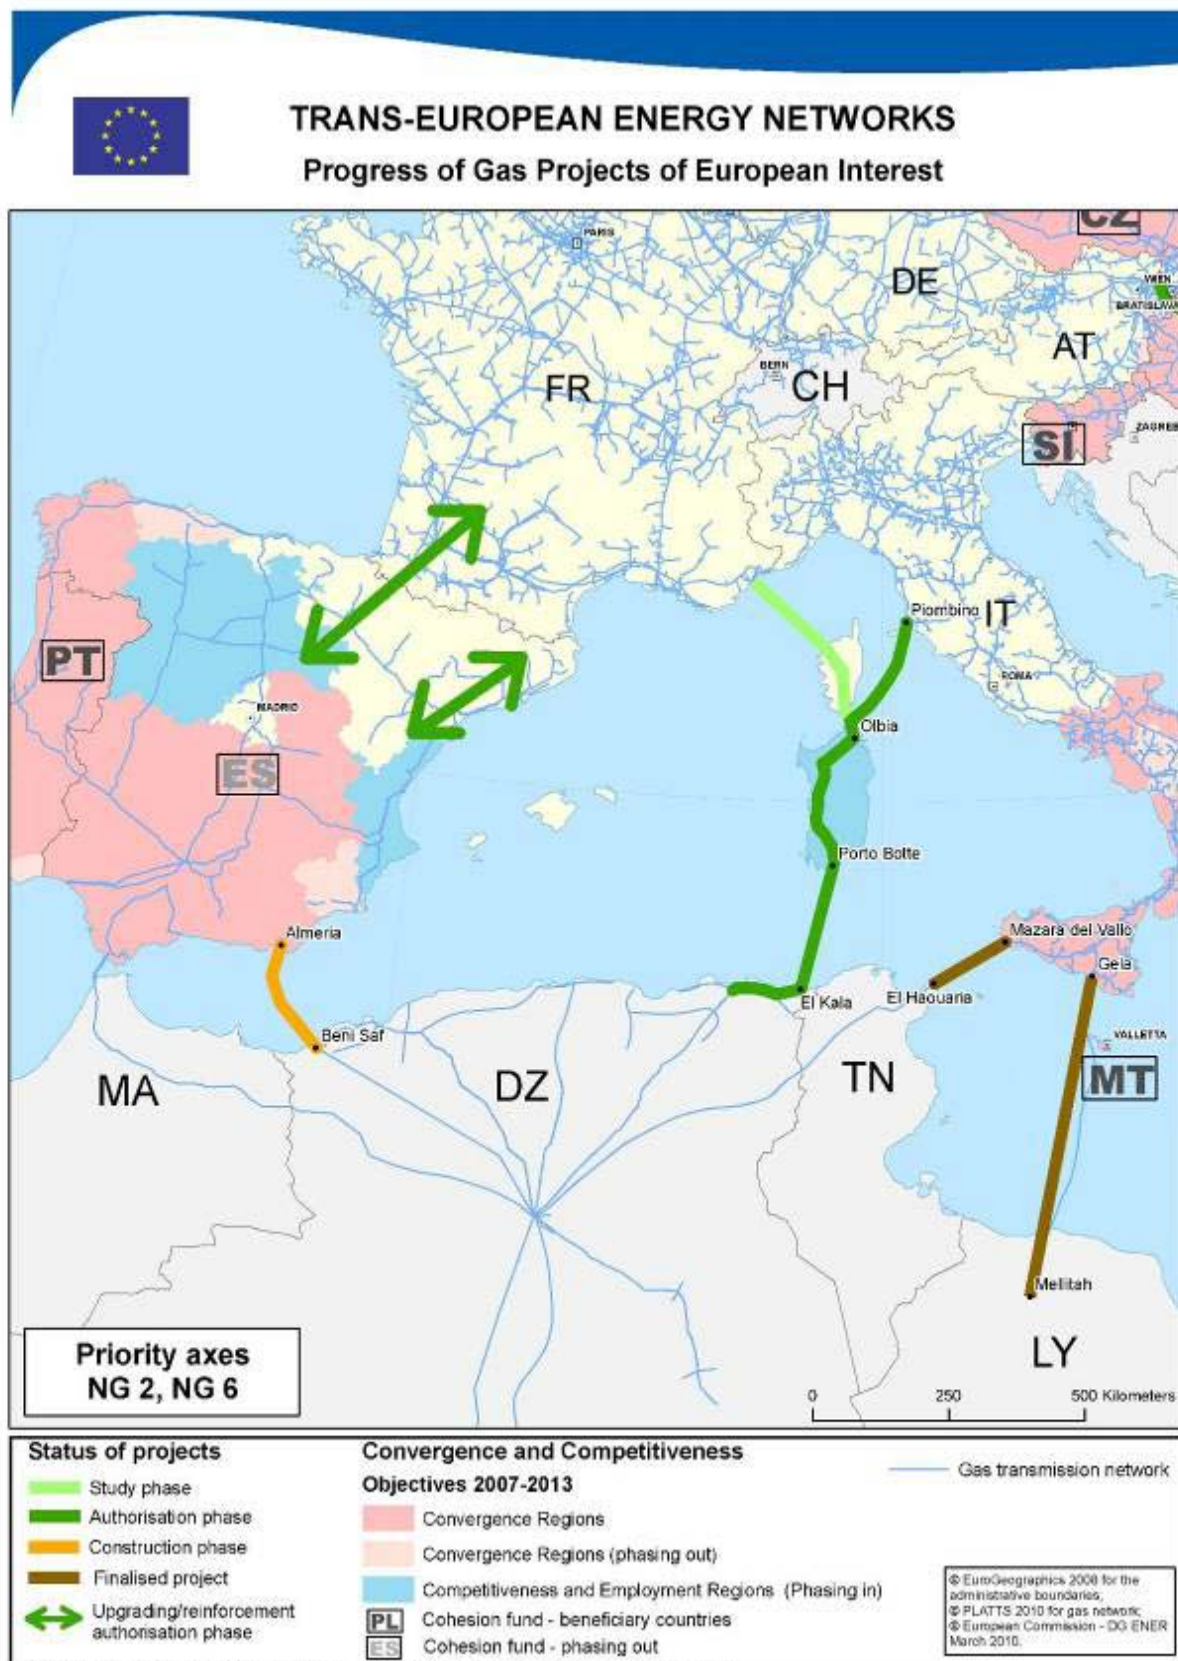 TRANS-EUROPEAN ENERGY NETWORKS
Progress of Gas Projects of European Interest
CZ
PARIS
DE
WIEN
BRATISLAVA
AT
BERN
CH
FR
SI
ZAGREB
Piombino
IT
PT
ROMA
MADRID
Olbia
ES
Porto Botte
Almeria
Mazara del Vallo
Gela
El Haouaria
El Kala
Beni Saf
VALLETTA
MA
DZ
TN
MT
Mellitah
LY
Priority axes
NG 2, NG 6
0 250 500 Kilometers
Status of projects
Study phase
Authorisation phase
Construction phase
Finalised project
Upgrading/reinforcement
authorisation phase
Convergence and Competitiveness
Objectives 2007-2013
Convergence Regions
Convergence Regions (phasing out)
Competitiveness and Employment Regions (Phasing in)
PL Cohesion fund - beneficiary countries
ES Cohesion fund - phasing out
Gas transmission network
© EuroGeographics 2008 for the
administrative boundaries;
© PLATTS 2010 for gas network;
© European Commission - DG ENER
March 2010.